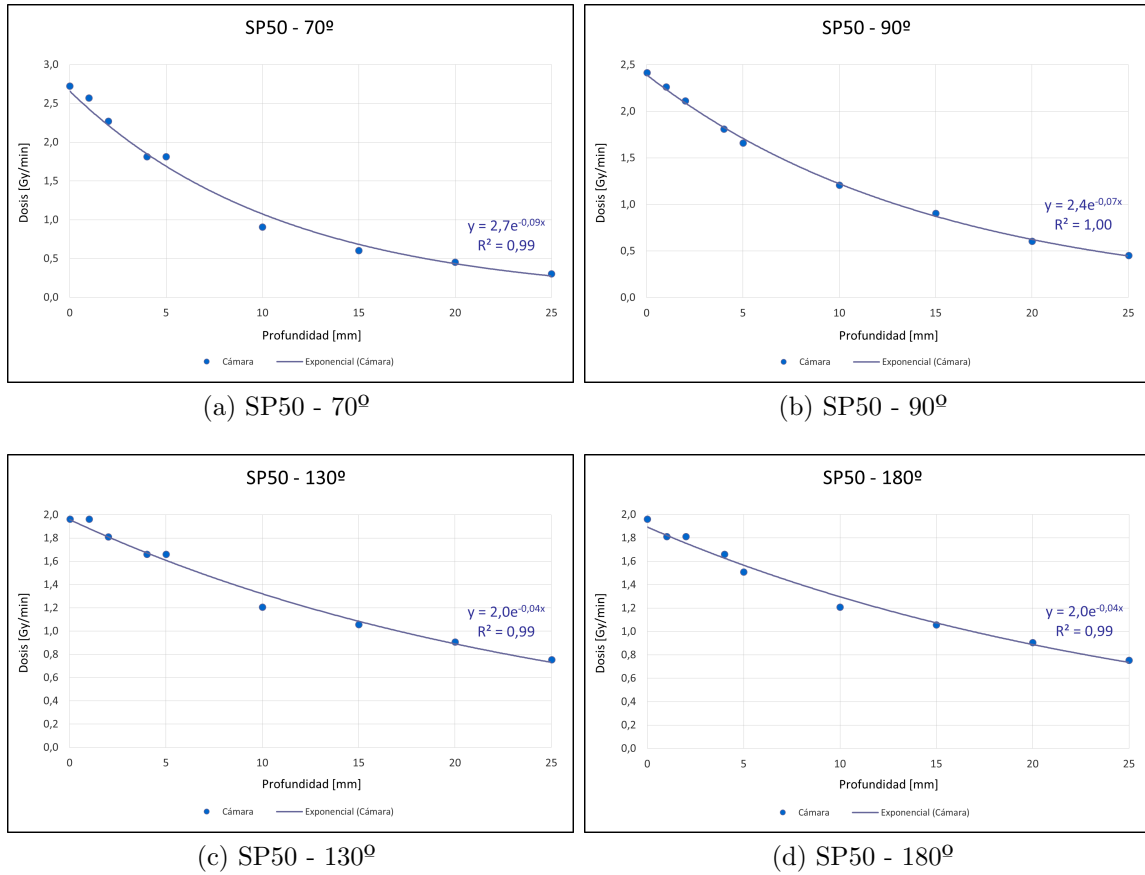 SP50 - 70º
Dosis [Gy/min]
3,0
2,5
2,0
1,5
1,0
0,5
0,0
y = 2,7e^-0,09x
R² = 0,99
0 5 10 15 20 25
Profundidad [mm]
Cámara Exponencial (Cámara)
(a) SP50 - 70º
SP50 - 90º
Dosis [Gy/min]
2,5
2,0
1,5
1,0
0,5
0,0
y = 2,4e^-0,07x
R² = 1,00
0 5 10 15 20 25
Profundidad [mm]
Cámara Exponencial (Cámara)
(b) SP50 - 90º
SP50 - 130º
Dosis [Gy/min]
2,0
1,8
1,6
1,4
1,2
1,0
0,8
0,6
0,4
0,2
0,0
y = 2,0e^-0,04x
R² = 0,99
0 5 10 15 20 25
Profundidad [mm]
Cámara Exponencial (Cámara)
(c) SP50 - 130º
SP50 - 180º
Dosis [Gy/min]
2,0
1,8
1,6
1,4
1,2
1,0
0,8
0,6
0,4
0,2
0,0
y = 2,0e^-0,04x
R² = 0,99
0 5 10 15 20 25
Profundidad [mm]
Cámara Exponencial (Cámara)
(d) SP50 - 180º